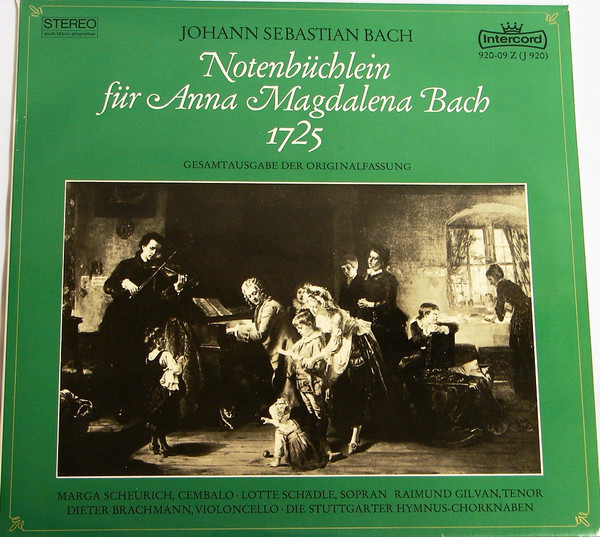 STEREO
auch Mono abspielbar
JOHANN SEBASTIAN BACH
Intercord
920-09 Z (J 920)
Notenbüchlein
für Anna Magdalena Bach
1725
GESAMTAUSGABE DER ORIGINALFASSUNG
MARGA SCHEURICH, CEMBALO · LOTTE SCHÄDLE, SOPRAN RAIMUND GILVAN, TENOR
DIETER BRACHMANN, VIOLONCELLO · DIE STUTTGARTER HYMNUS-CHORKNABEN